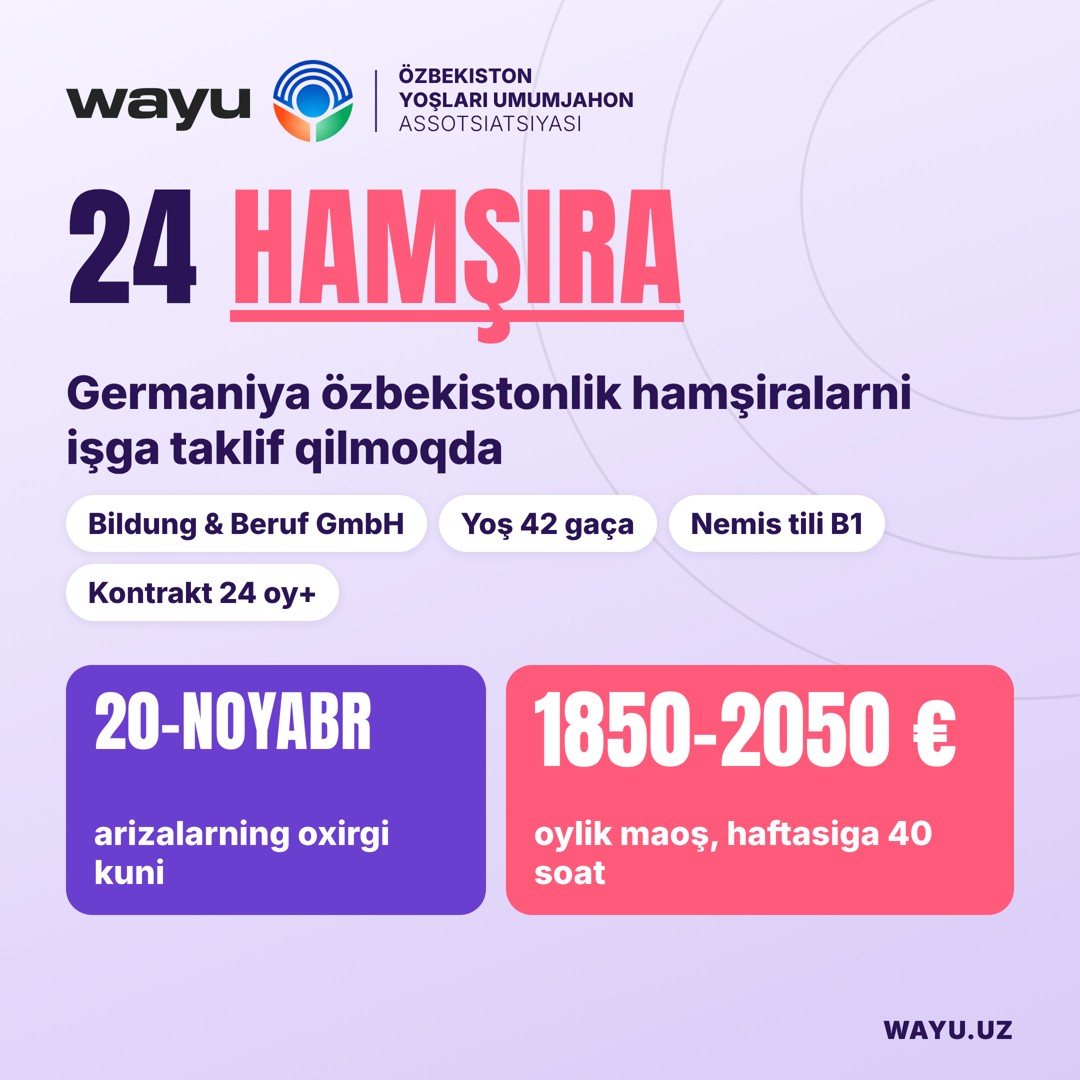 wayu
ÖZBEKISTON
YOŞLARI UMUMJAHON
ASSOTSIATSIYASI
24 HAMŞIRA
Germaniya özbekistonlik hamşiralarni
işga taklif qilmoqda
Bildung & Beruf GmbH
Yoş 42 gaça
Nemis tili B1
Kontrakt 24 oy+
20-NOYABR
arizalarning oxirgi
kuni
1850-2050 €
oylik maoş, haftasiga 40
soat
WAYU.UZ